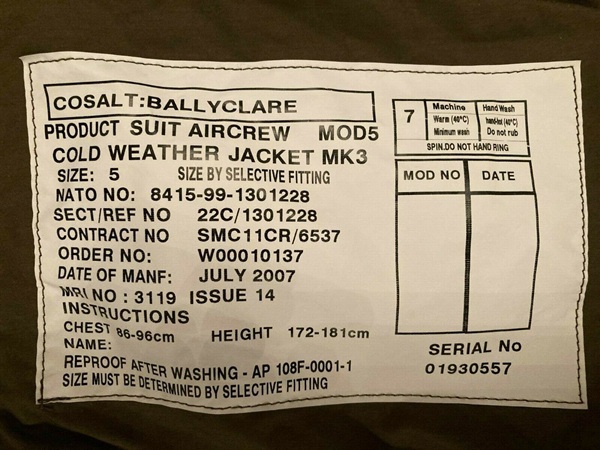 COSALT:BALLYCLARE
PRODUCT SUIT AIRCREW MOD5
COLD WEATHER JACKET MK3
SIZE: 5 SIZE BY SELECTIVE FITTING
NATO NO: 8415-99-1301228
SECT/REF NO 22C/1301228
CONTRACT NO SMC11CR/6537
ORDER NO: W00010137
DATE OF MANF: JULY 2007
MRI NO : 3119 ISSUE 14
INSTRUCTIONS
CHEST 86-96cm HEIGHT 172-181cm
NAME:
REPROOF AFTER WASHING - AP 108F-0001-1
SIZE MUST BE DETERMINED BY SELECTIVE FITTING
7
Machine Hand Wash
Warm (40°C) hand-hot (40°C)
Minimum wash Do not rub
SPIN.DO NOT HAND RING
MOD NO DATE
SERIAL No
01930557